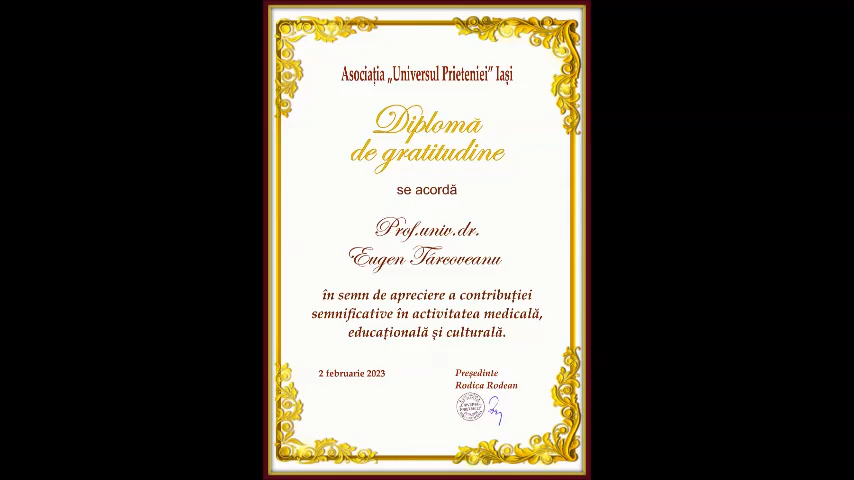 Asociația „Universul Prieteniei” Iași
Diplomă
de gratitudine
se acordă
Prof.univ.dr.
Eugen Târcoveanu
în semn de apreciere a contribuției
semnificative în activitatea medicală,
educațională și culturală.
2 februarie 2023
Președinte
Rodica Rodean